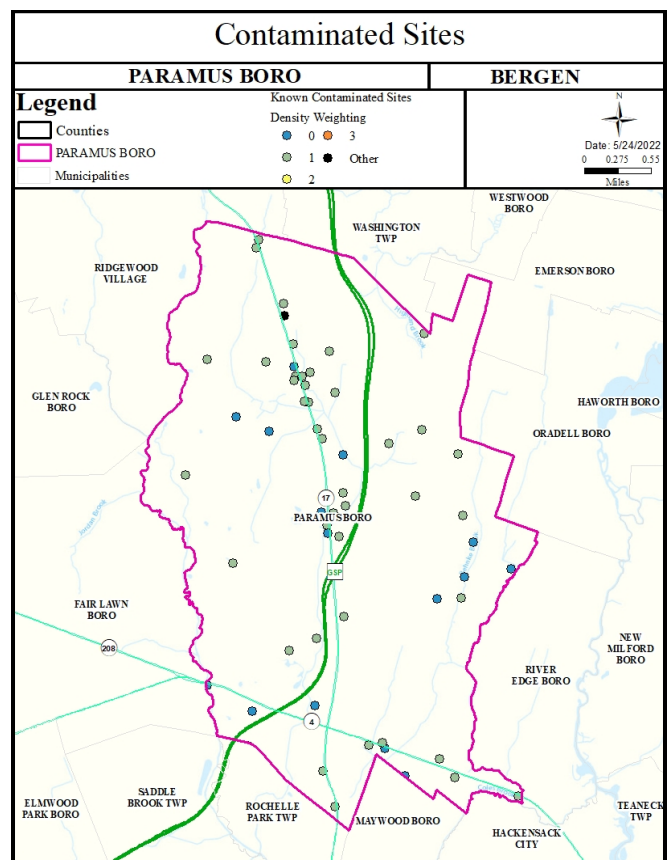 Contaminated Sites
PARAMUS BORO
BERGEN
Legend
Counties
PARAMUS BORO
Municipalities
Known Contaminated Sites
Density Weighting
0 3
1 Other
2
N
Date: 5/24/2022
0 0.275 0.55
Miles
WESTWOOD
BORO
WASHINGTON
TWP
RIDGEWOOD
VILLAGE
EMERSON BORO
GLEN ROCK
BORO
HAWORTH BORO
ORADELL BORO
17
PARAMUS BORO
GSP
FAIR LAWN
BORO
208
NEW
MILFORD
BORO
RIVER
EDGE BORO
4
SADDLE
BROOK TWP
ELMWOOD
PARK BORO
ROCHELLE
PARK TWP
MAYWOOD BORO
TEANECK
TWP
HACKENSACK
CITY